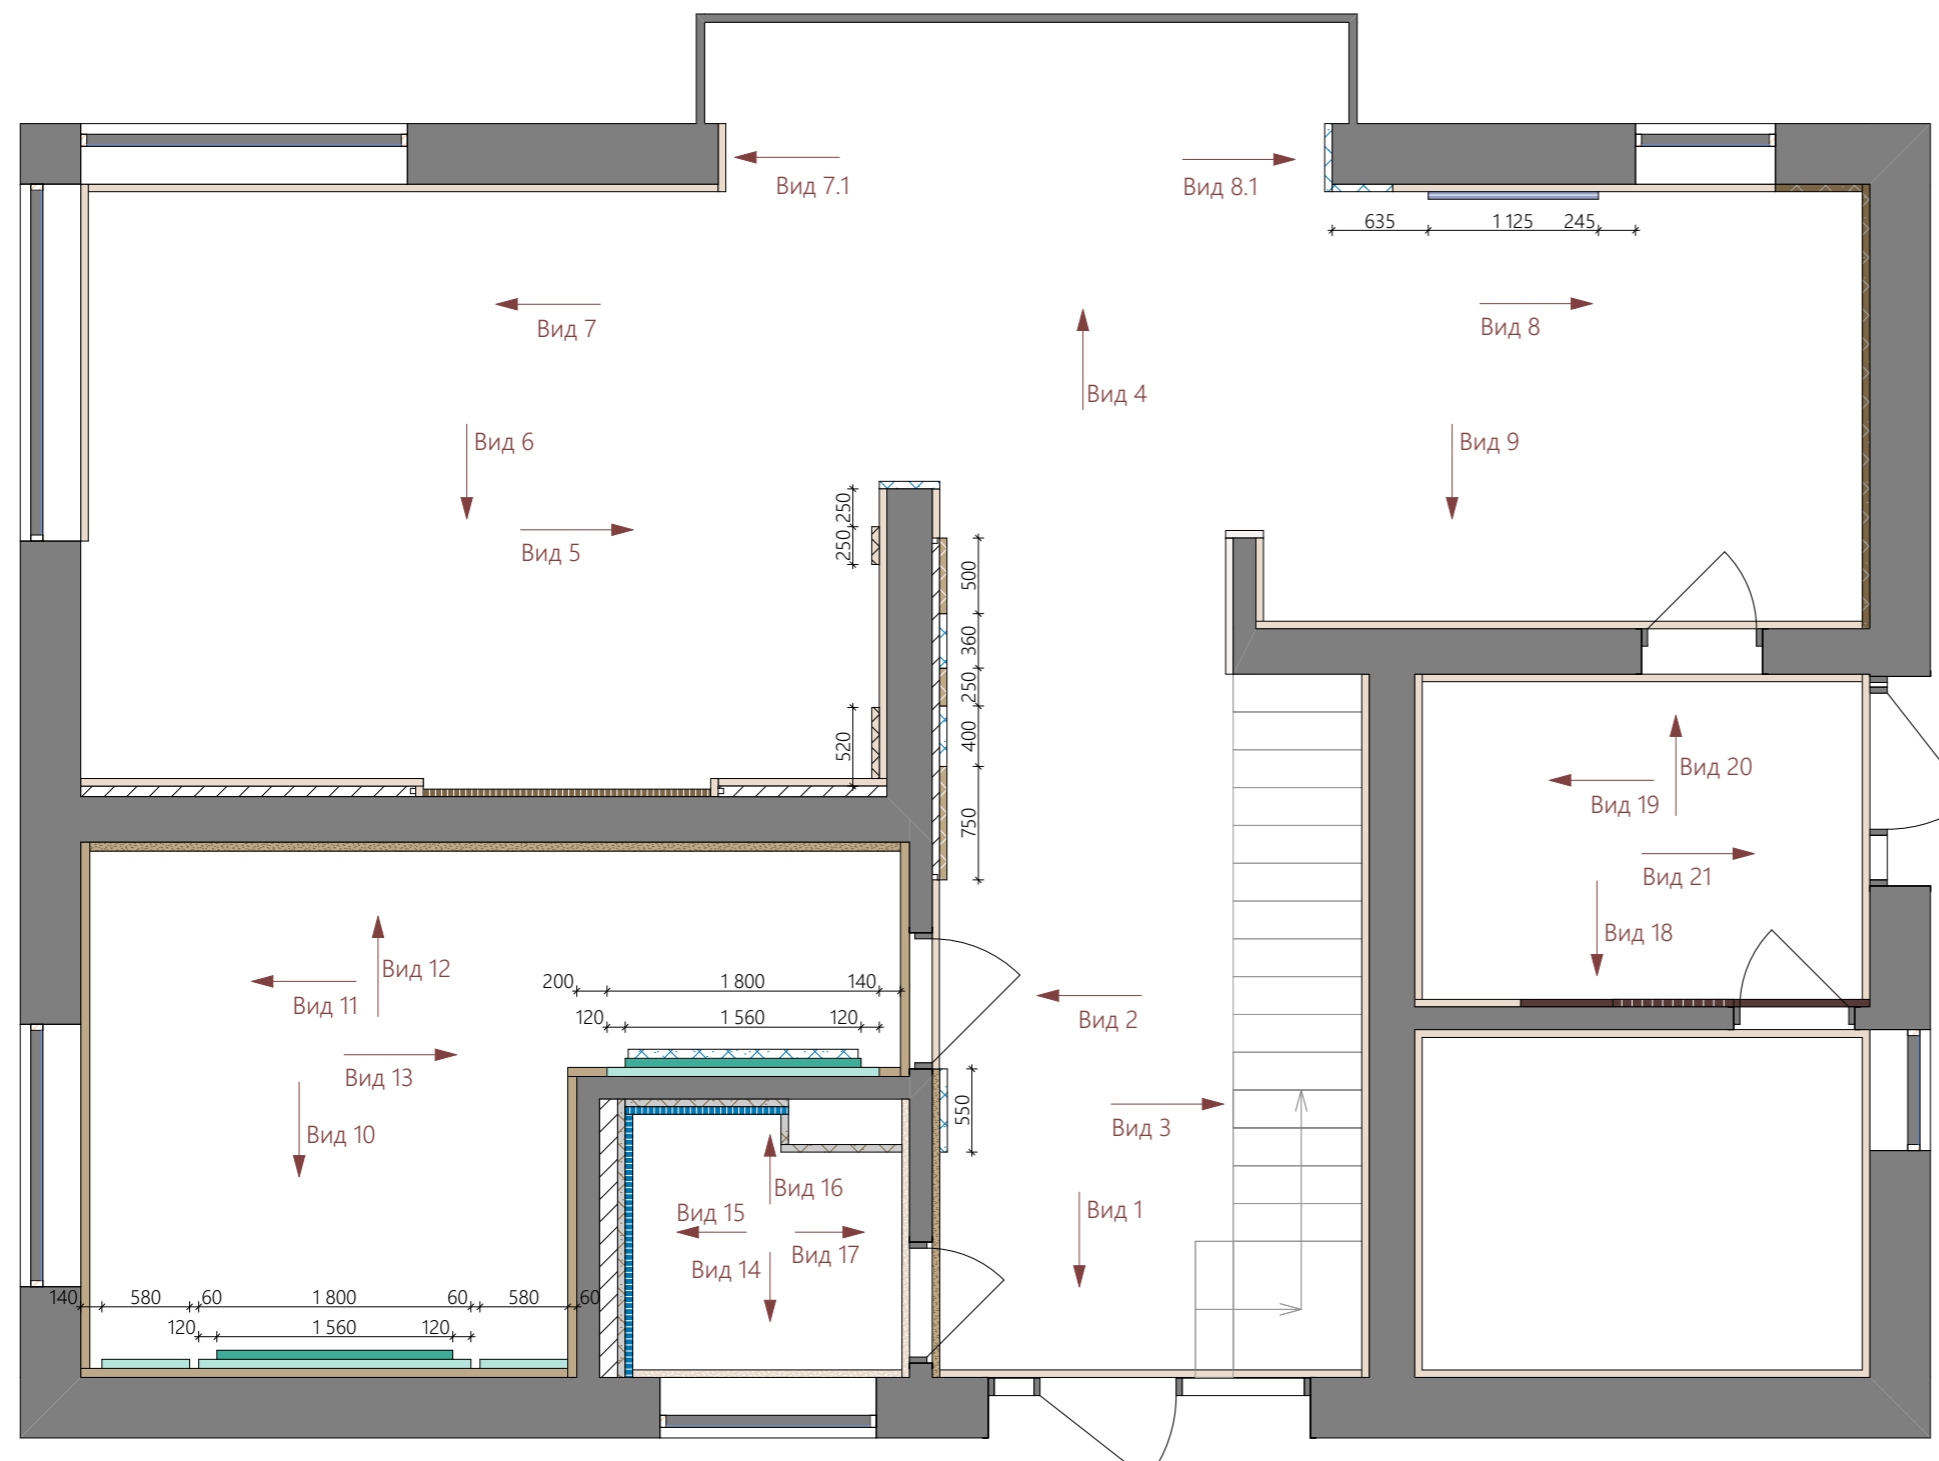 Вид 7.1
Вид 8.1
635
1 125
245
Вид 7
Вид 8
Вид 4
Вид 6
Вид 9
250
250
Вид 5
500
360
250
400
520
750
Вид 20
Вид 19
Вид 21
Вид 18
Вид 12
Вид 11
200
1 800
140
120
1 560
120
Вид 2
Вид 13
550
Вид 3
Вид 10
Вид 16
Вид 15
Вид 1
Вид 17
Вид 14
140
580
60
1 800
60
580
60
120
1 560
120